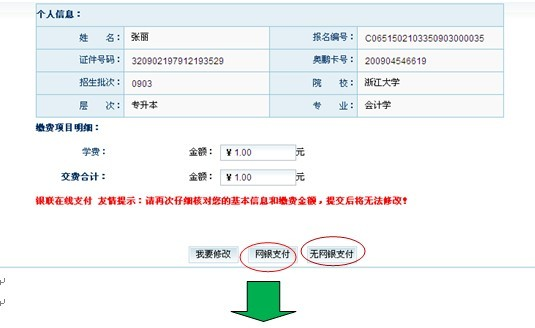 个人信息：
姓 名： 张丽 报名编号： C0651502103350903000035
证件号码： 320902197912193529 奥鹏卡号： 200904546619
招生批次： 0903 院 校： 浙江大学
层 次： 专升本 专 业： 会计学
缴费项目明细：
学费： 金额： ￥1.00 元
交费合计： 金额： ￥1.00 元
银联在线支付 友情提示：请再次仔细核对您的基本信息和缴费金额，提交后将无法修改！
我要修改 网银支付 无网银支付